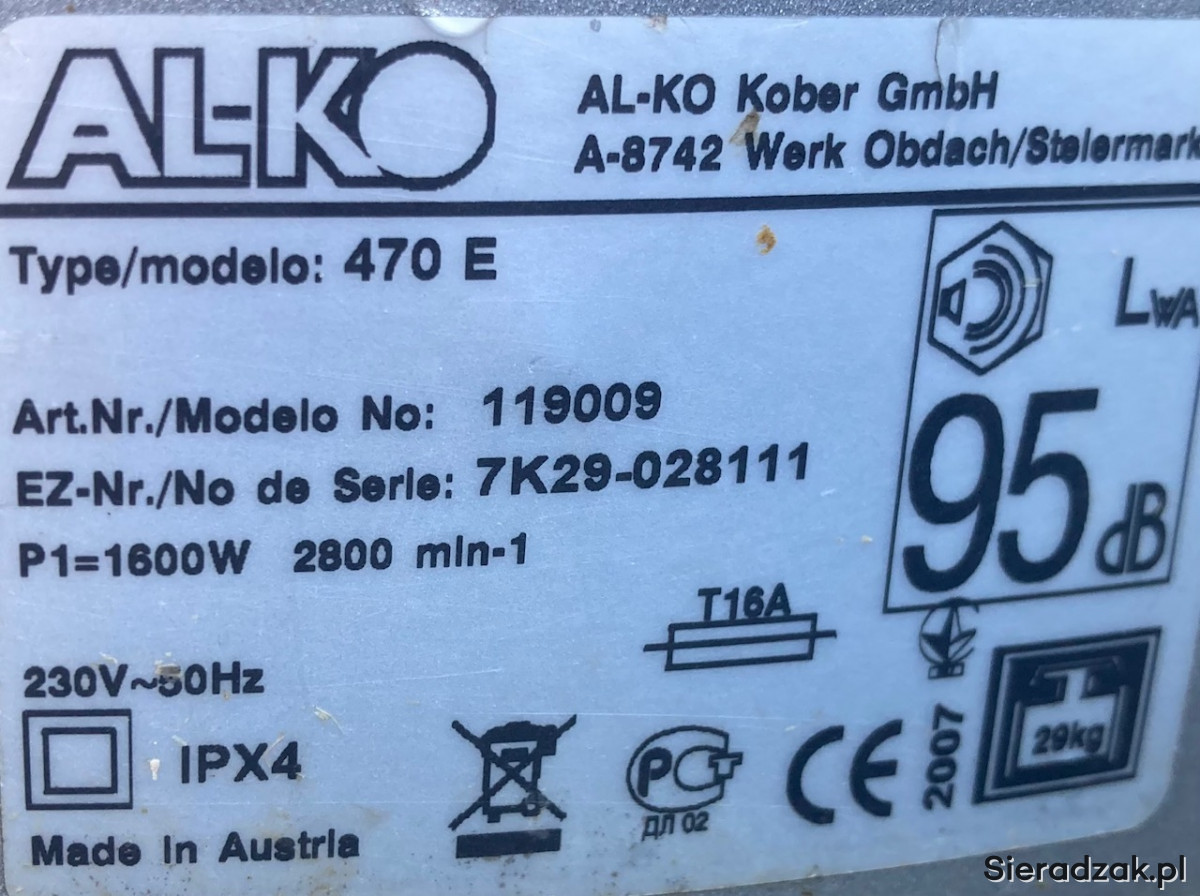 AL-KO
AL-KO Kober GmbH
A-8742 Werk Obdach/Steiermark
Type/modelo: 470 E
LWA
Art.Nr./Modelo No: 119009
EZ-Nr./No de Serie: 7K29-028111
95 dB
P1=1600W 2800 min-1
T16A
230V~50Hz
IPX4
РСТ
ДЛ 02
CE
2007
29kg
Made in Austria
Sieradzak.pl